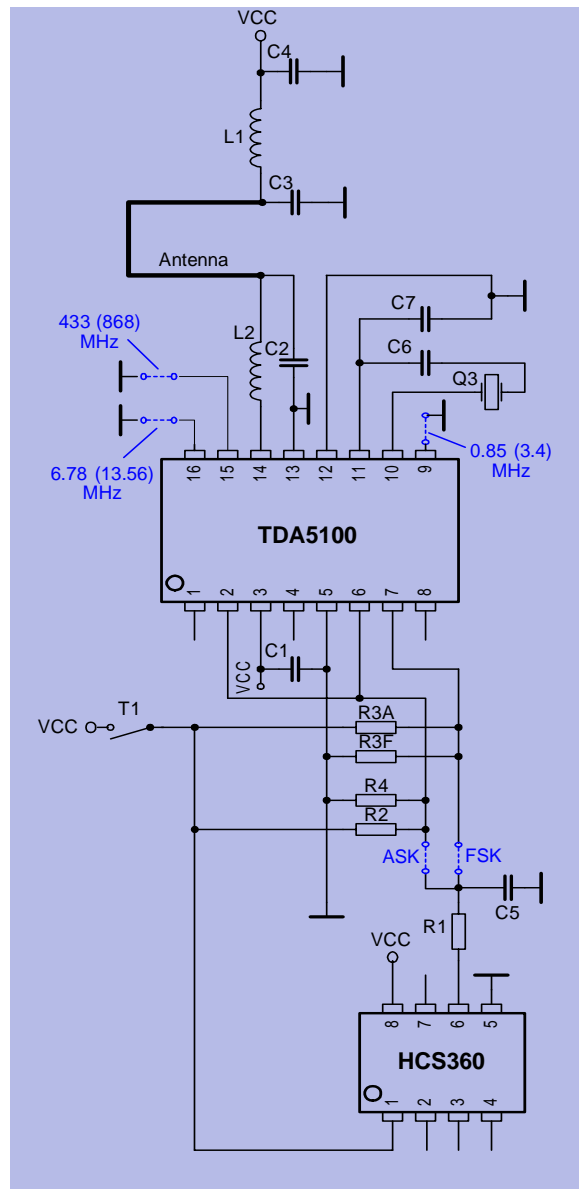 VCC
C4
L1
C3
Antenna
433 (868)
MHz
L2
C2
C7
C6
Q3
6.78 (13.56)
MHz
0.85 (3.4)
MHz
16 15 14 13 12 11 10 9
TDA5100
1 2 3 4 5 6 7 8
VCC
C1
VCC
T1
R3A
R3F
R4
R2
ASK
FSK
C5
R1
VCC
8 7 6 5
HCS360
1 2 3 4